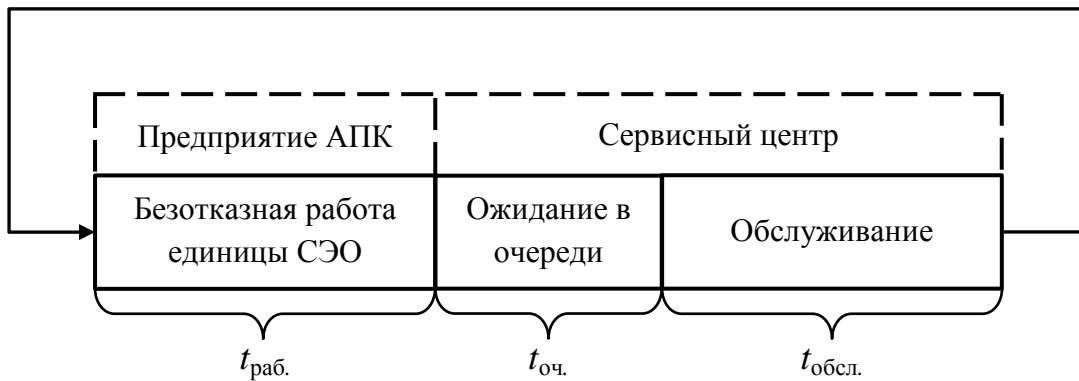 Предприятие АПК
Сервисный центр
Безотказная работа
единицы СЭО
Ожидание в
очереди
Обслуживание
tраб.
tоч.
tобсл.